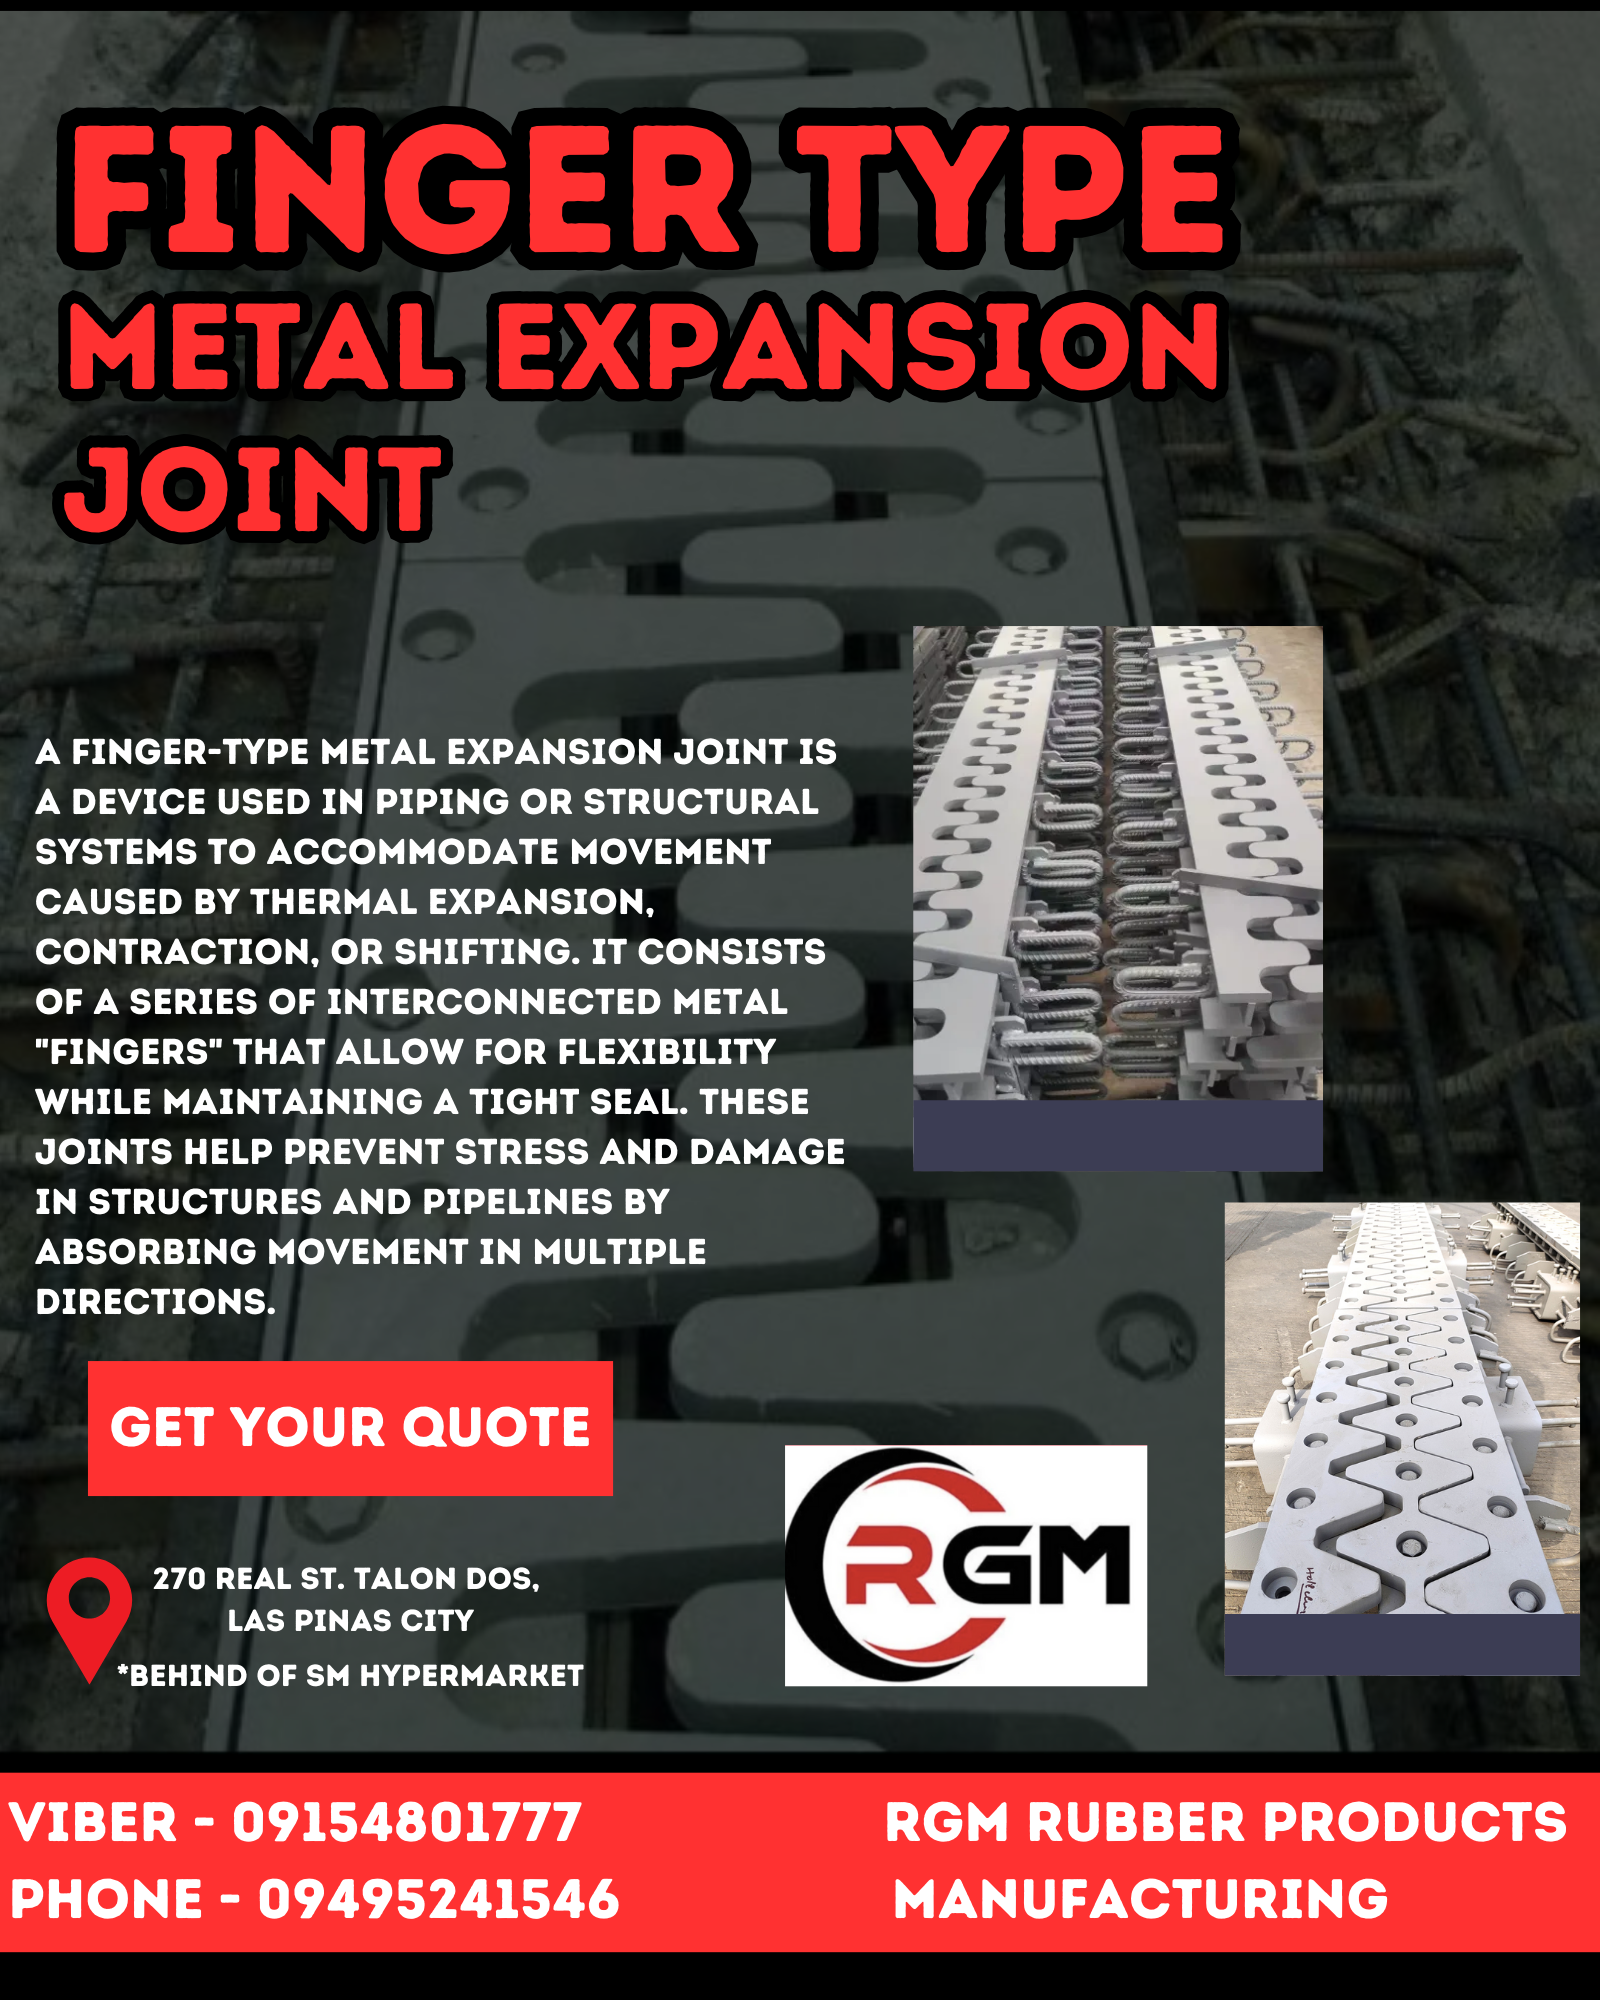 FINGER TYPE
METAL EXPANSION
JOINT
A FINGER-TYPE METAL EXPANSION JOINT IS
A DEVICE USED IN PIPING OR STRUCTURAL
SYSTEMS TO ACCOMMODATE MOVEMENT
CAUSED BY THERMAL EXPANSION,
CONTRACTION, OR SHIFTING. IT CONSISTS
OF A SERIES OF INTERCONNECTED METAL
"FINGERS" THAT ALLOW FOR FLEXIBILITY
WHILE MAINTAINING A TIGHT SEAL. THESE
JOINTS HELP PREVENT STRESS AND DAMAGE
IN STRUCTURES AND PIPELINES BY
ABSORBING MOVEMENT IN MULTIPLE
DIRECTIONS.
GET YOUR QUOTE
270 REAL ST. TALON DOS,
LAS PINAS CITY
*BEHIND OF SM HYPERMARKET
RGM
VIBER - 09154801777
PHONE - 09495241546
RGM RUBBER PRODUCTS
MANUFACTURING